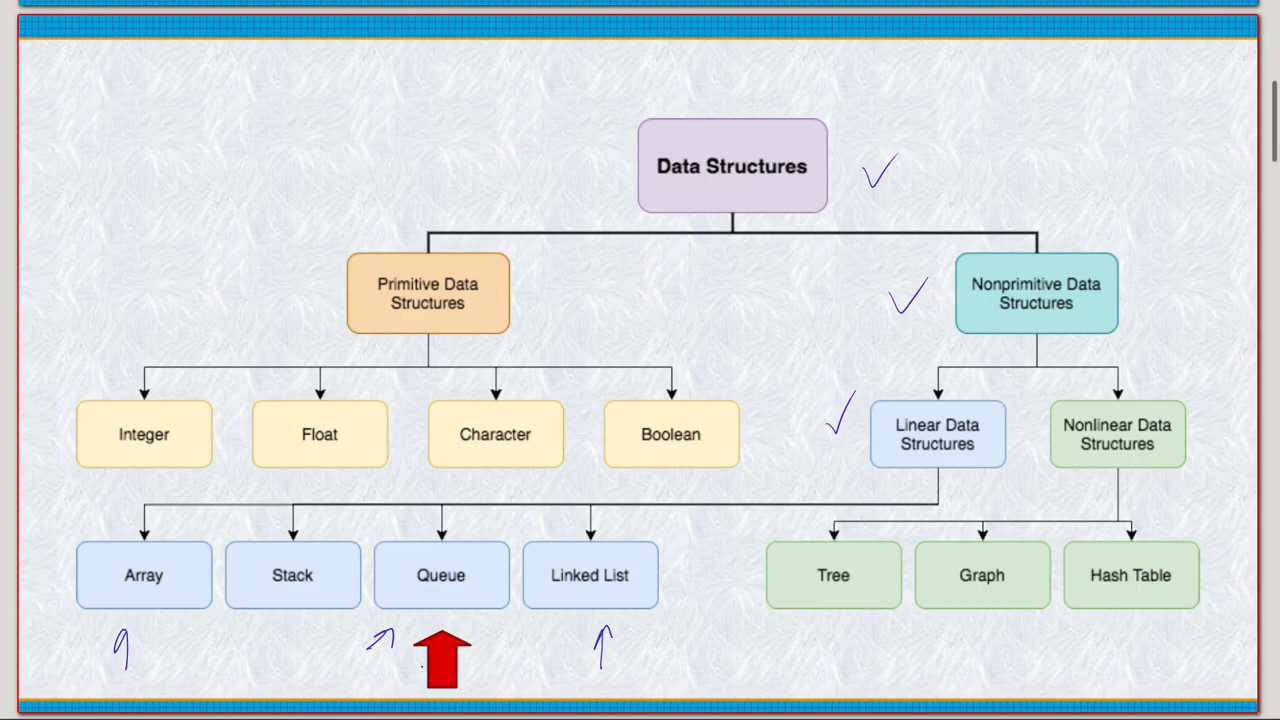 Data Structures
Primitive Data
Structures
Nonprimitive Data
Structures
Integer
Float
Character
Boolean
Linear Data
Structures
Nonlinear Data
Structures
Array
Stack
Queue
Linked List
Tree
Graph
Hash Table